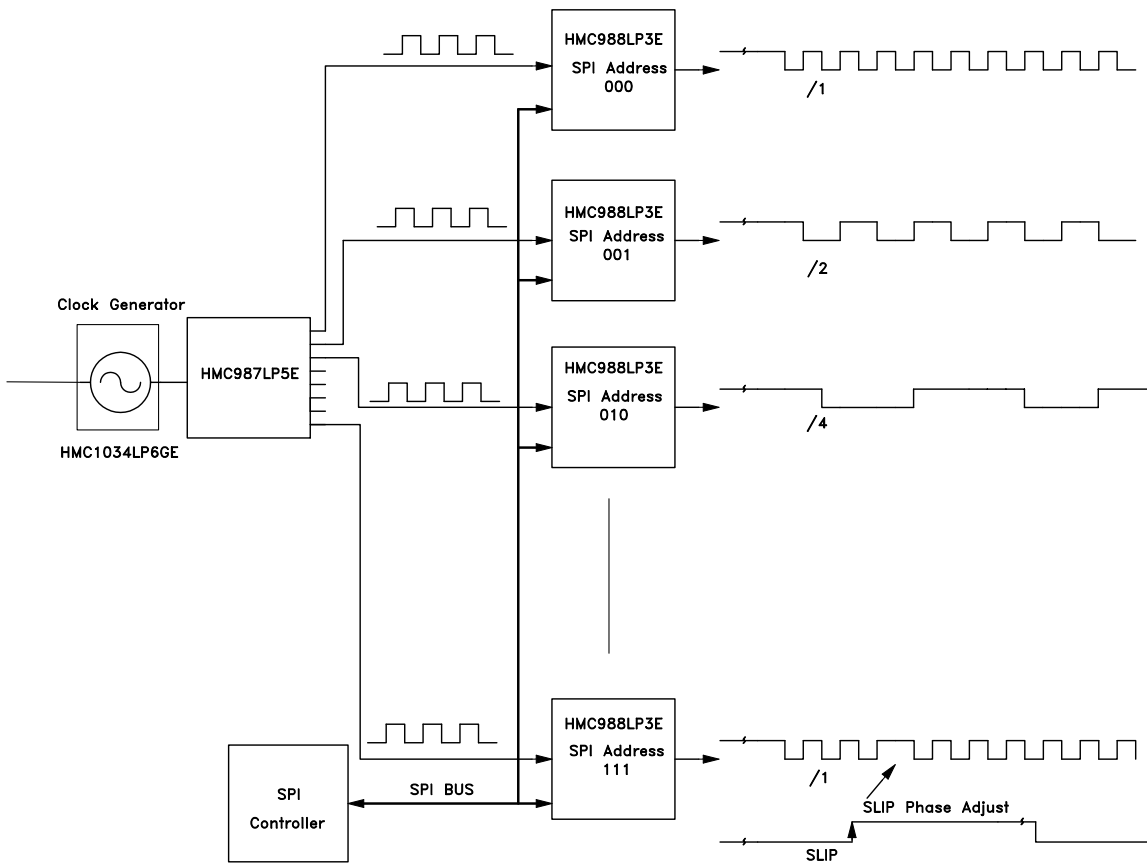 HMC988LP3E
SPI Address
000
/1
HMC988LP3E
SPI Address
001
/2
Clock Generator
HMC987LP5E
HMC1034LP6GE
HMC988LP3E
SPI Address
010
/4
HMC988LP3E
SPI Address
111
/1
SPI
Controller
SPI BUS
SLIP Phase Adjust
SLIP